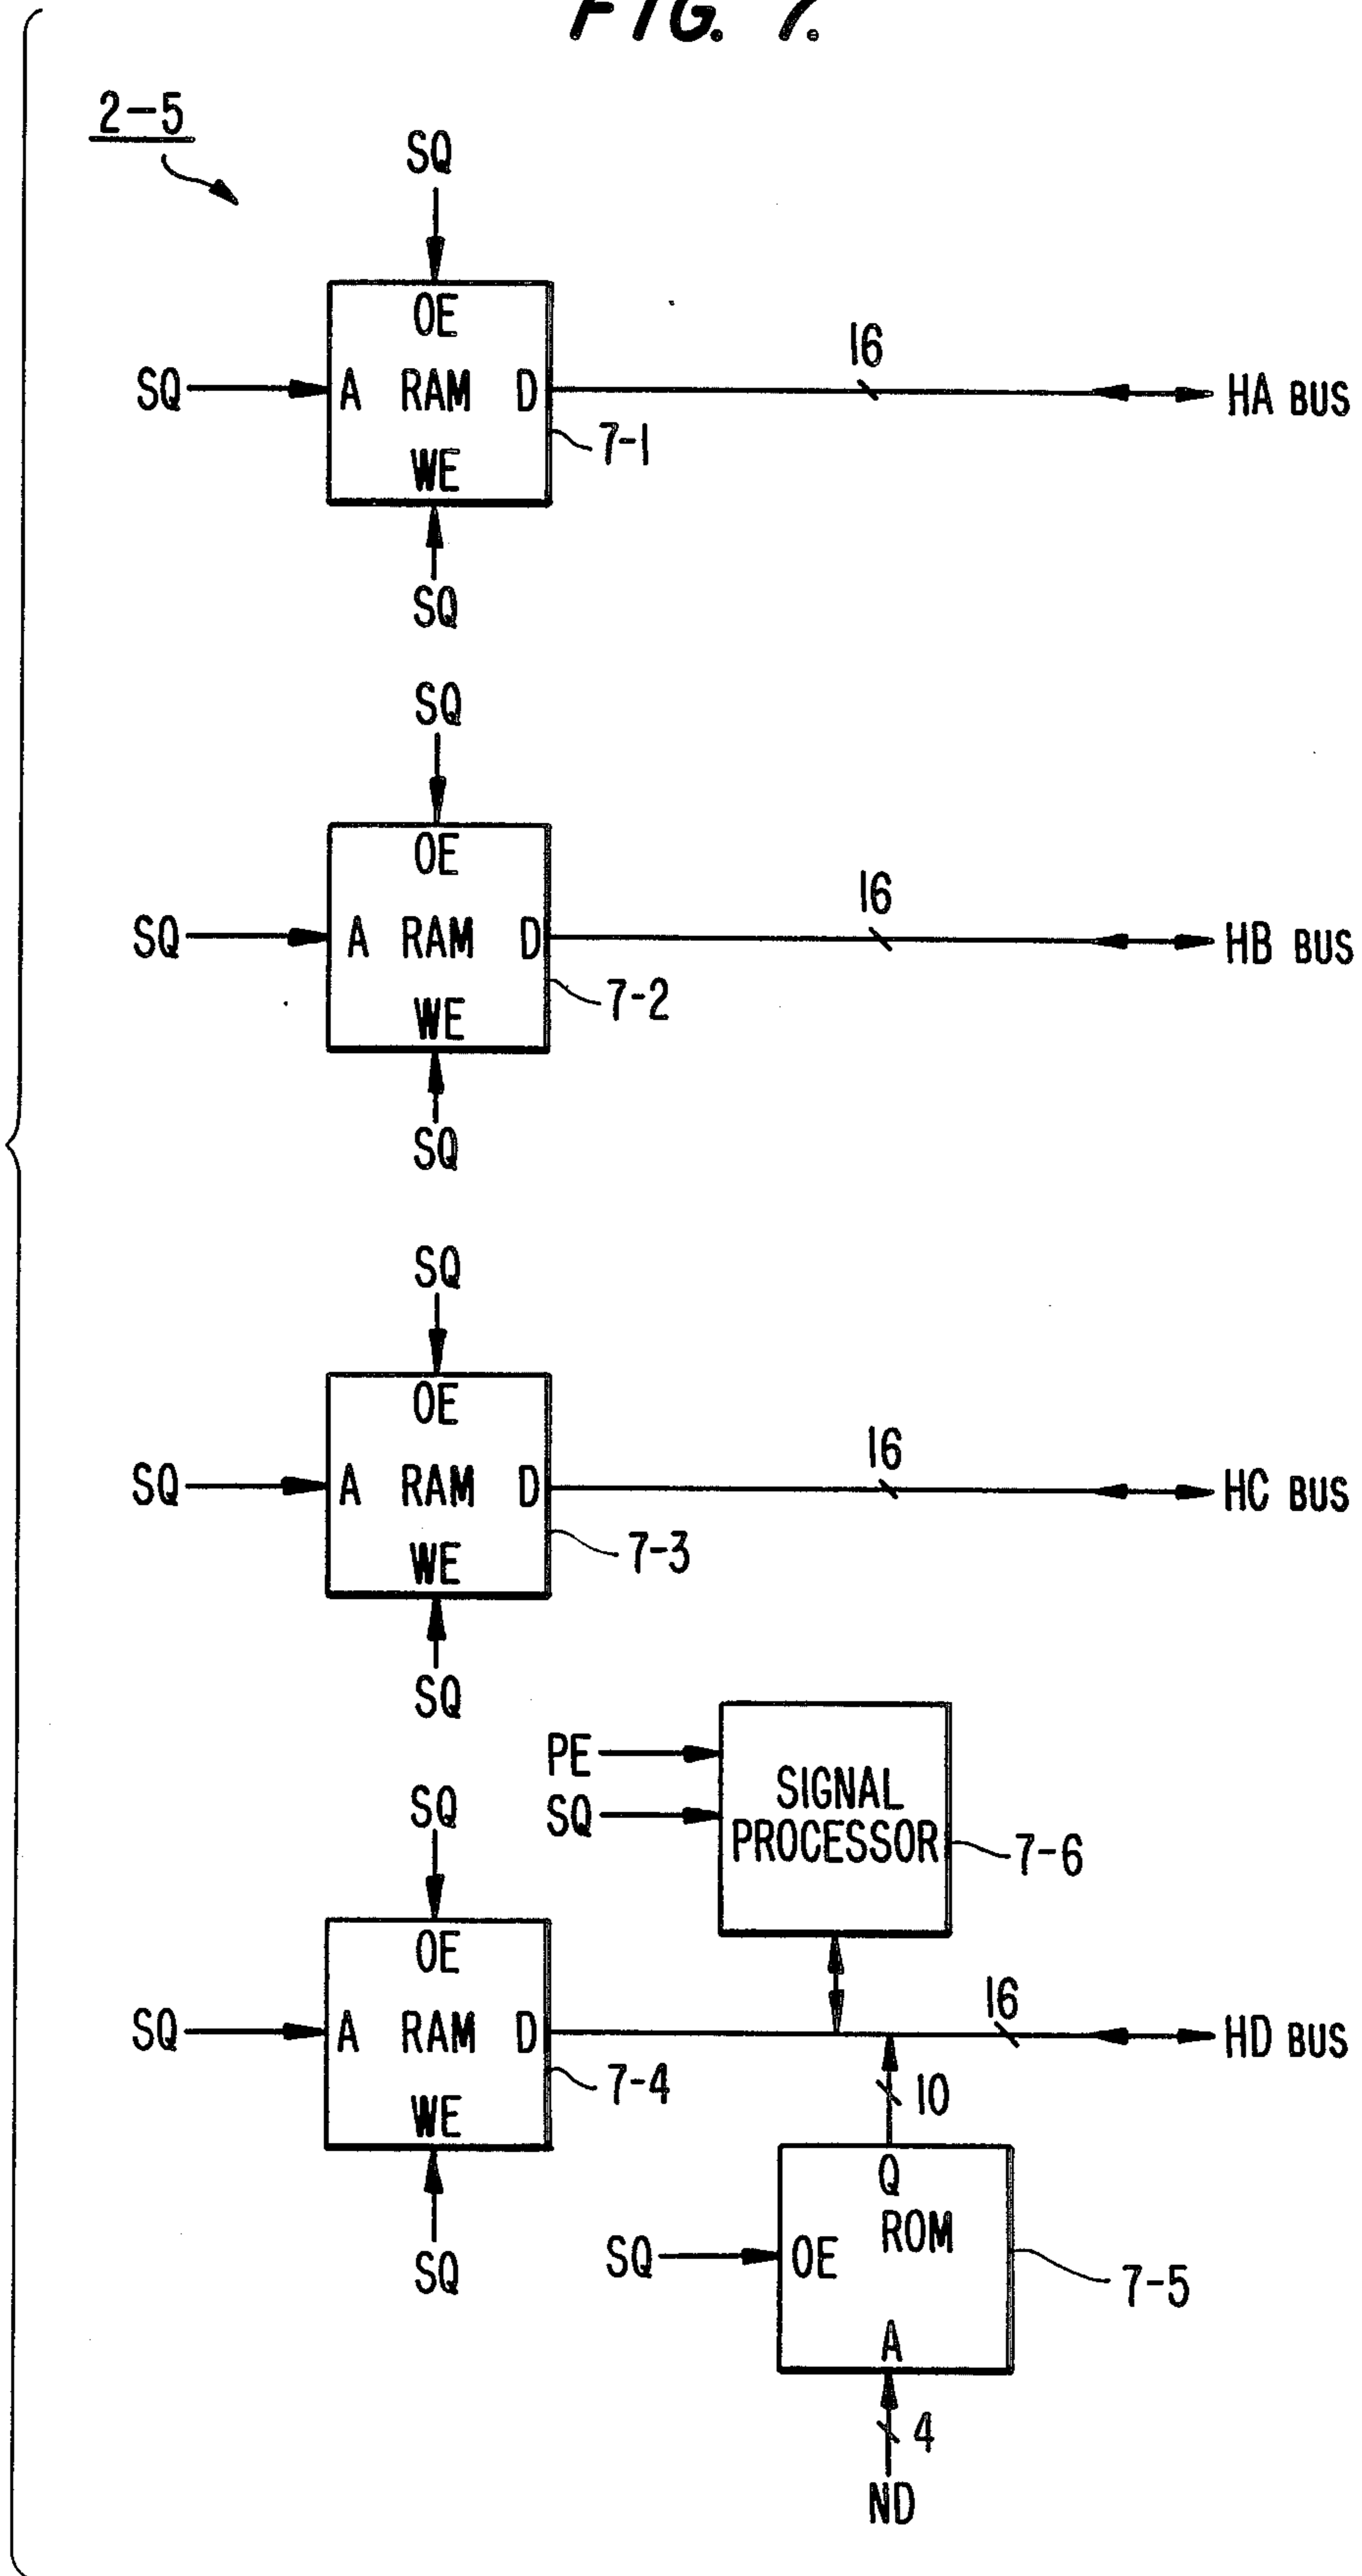 FIG. 7.
2-5
SQ
OE
SQ A RAM D 16 HA BUS
7-1
WE
SQ
SQ
OE
SQ A RAM D 16 HB BUS
7-2
WE
SQ
SQ
OE
SQ A RAM D 16 HC BUS
7-3
WE
SQ
PE
SQ
SIGNAL
PROCESSOR
7-6
SQ
OE
SQ A RAM D 16 HD BUS
7-4
WE
SQ
10
Q
ROM
SQ OE
7-5
A
4
ND